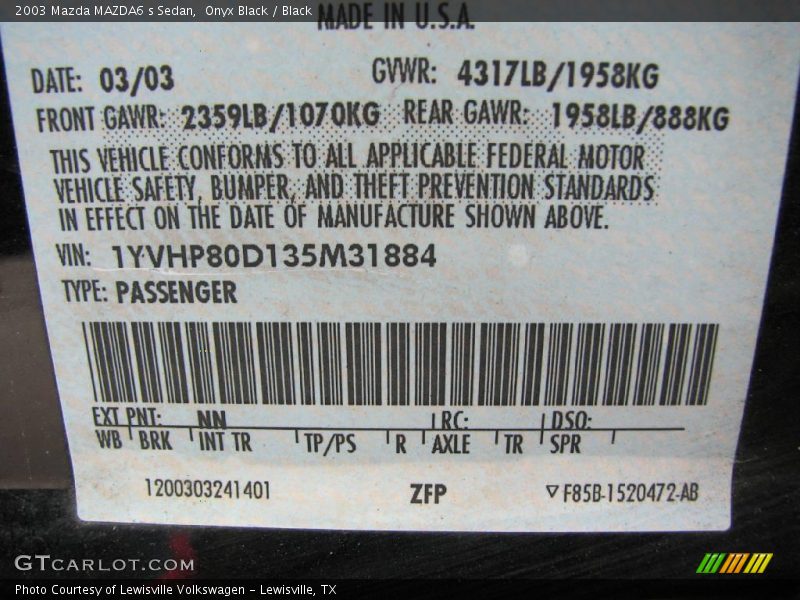 2003 Mazda MAZDA6 s Sedan, Onyx Black / Black
MADE IN U.S.A.
DATE: 03/03 GVWR: 4317LB/1958KG
FRONT GAWR: 2359LB/1070KG REAR GAWR: 1958LB/888KG
THIS VEHICLE CONFORMS TO ALL APPLICABLE FEDERAL MOTOR
VEHICLE SAFETY, BUMPER, AND THEFT PREVENTION STANDARDS
IN EFFECT ON THE DATE OF MANUFACTURE SHOWN ABOVE.
VIN: 1YVHP80D135M31884
TYPE: PASSENGER
EXT PNT: NN RC: DSO:
WB BRK INT TR TP/PS R AXLE TR SPR
1200303241401 ZFP ▽F85B-1520472-AB
GTCARLOT.COM
Photo Courtesy of Lewisville Volkswagen - Lewisville, TX